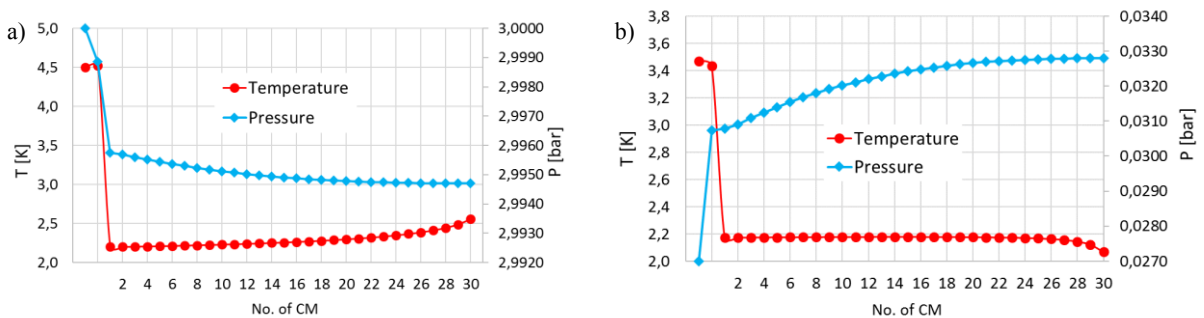 a)
5,0
4,5
4,0
3,5
3,0
2,5
2,0
T [K]
Temperature
Pressure
3,0000
2,9990
2,9980
2,9970
2,9960
2,9950
2,9940
2,9930
2,9920
P [bar]
2 4 6 8 10 12 14 16 18 20 22 24 26 28 30
No. of CM
b)
3,8
3,6
3,4
3,2
3,0
2,8
2,6
2,4
2,2
2,0
T [K]
Temperature
Pressure
0,0340
0,0330
0,0320
0,0310
0,0300
0,0290
0,0280
0,0270
P [bar]
2 4 6 8 10 12 14 16 18 20 22 24 26 28 30
No. of CM